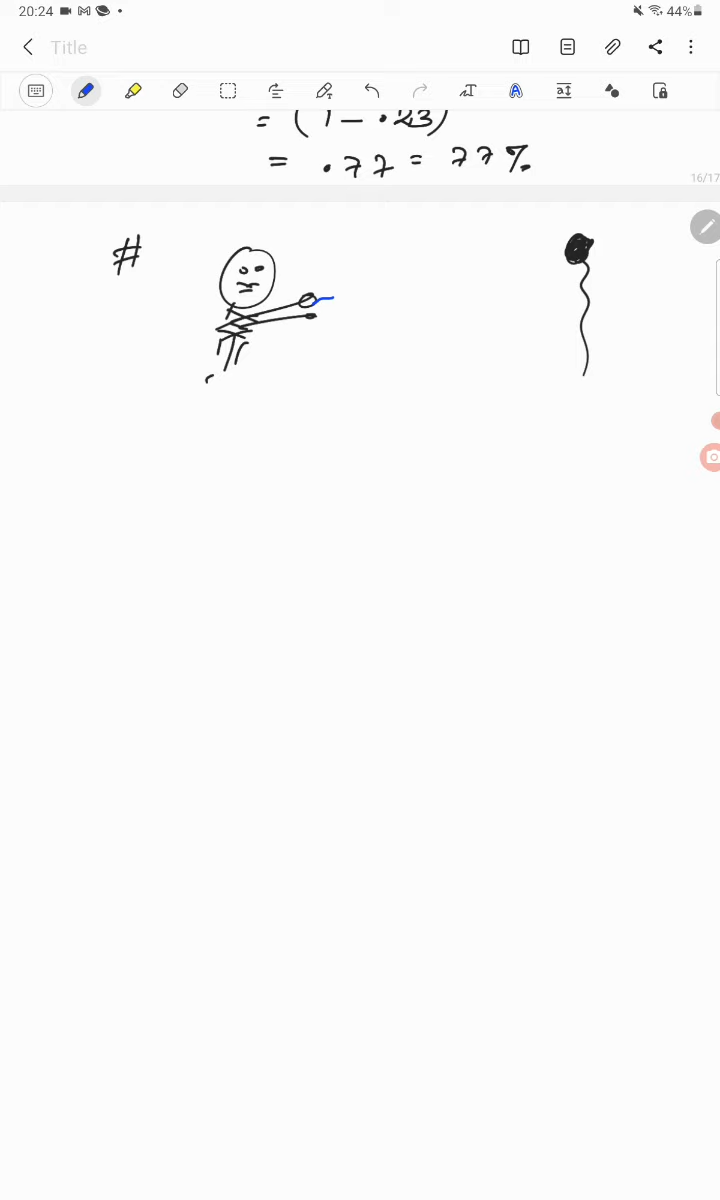 20:24 44%
Title
= (1 - .23)
= .77 = 77%
16/17
#